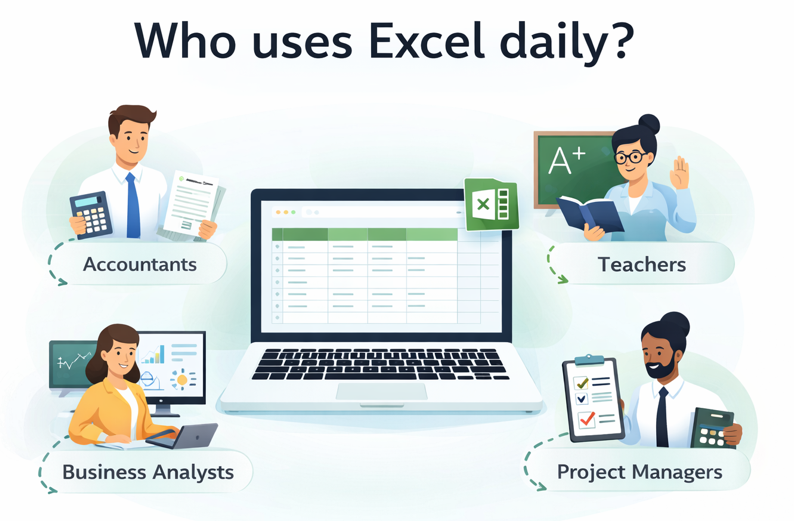 Who uses Excel daily?
A+
X
Accountants
Teachers
Business Analysts
Project Managers